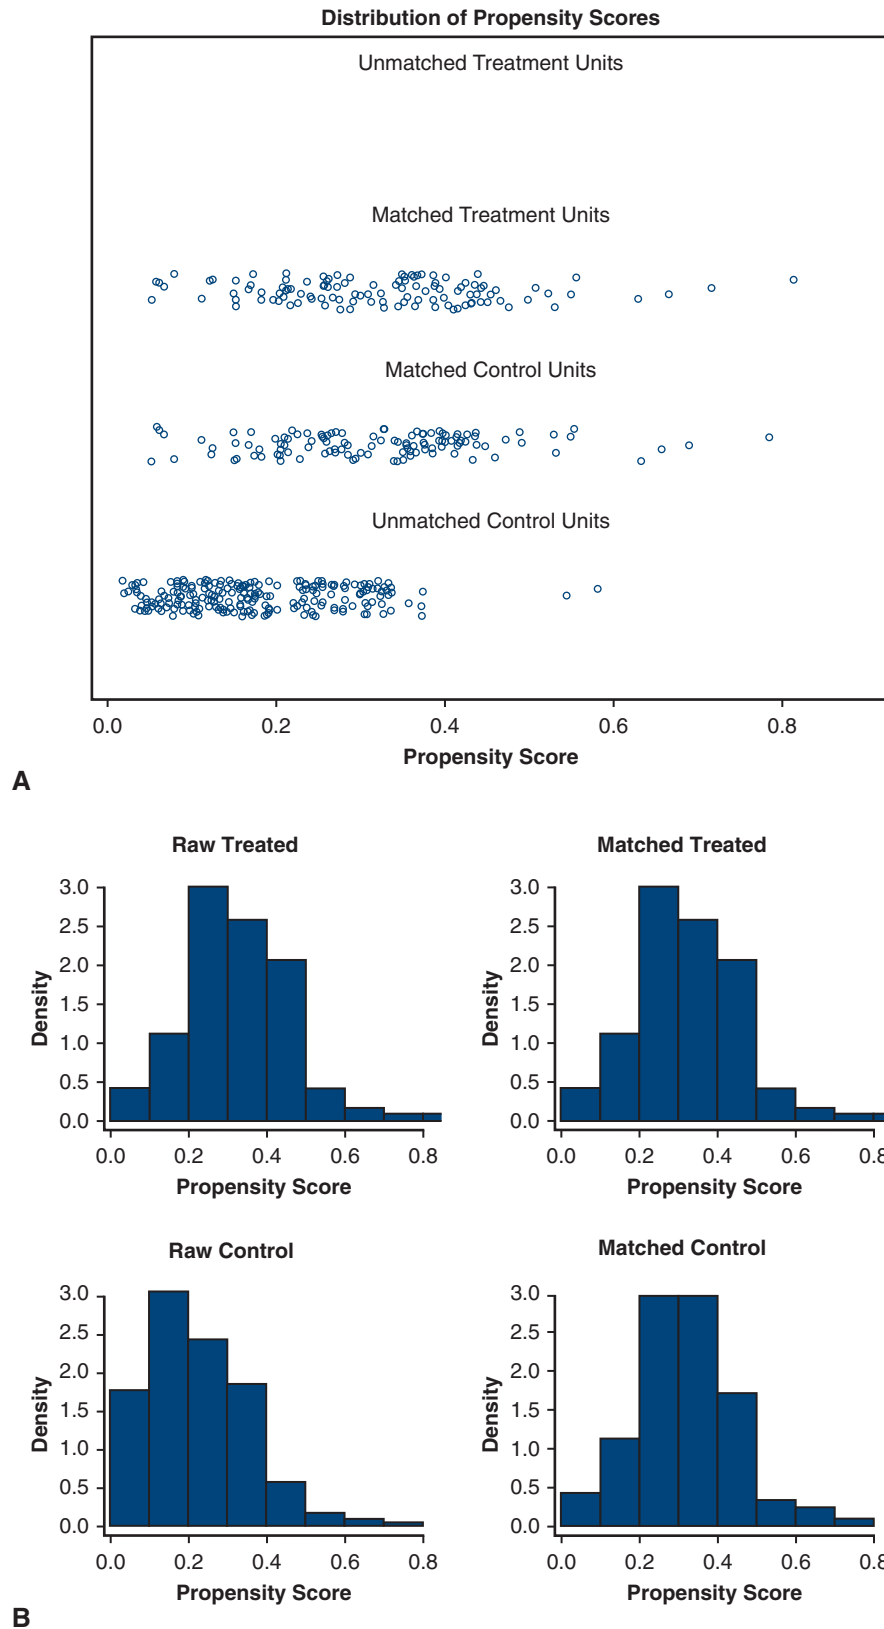 Distribution of Propensity Scores
Unmatched Treatment Units
Matched Treatment Units
Matched Control Units
Unmatched Control Units
0.0 0.2 0.4 0.6 0.8
Propensity Score
A
Raw Treated
3.0
2.5
2.0
1.5
1.0
0.5
0.0
Density
0.0 0.2 0.4 0.6 0.8
Propensity Score
Matched Treated
3.0
2.5
2.0
1.5
1.0
0.5
0.0
Density
0.0 0.2 0.4 0.6 0.8
Propensity Score
Raw Control
3.0
2.5
2.0
1.5
1.0
0.5
0.0
Density
0.0 0.2 0.4 0.6 0.8
Propensity Score
Matched Control
3.0
2.5
2.0
1.5
1.0
0.5
0.0
Density
0.0 0.2 0.4 0.6 0.8
Propensity Score
B